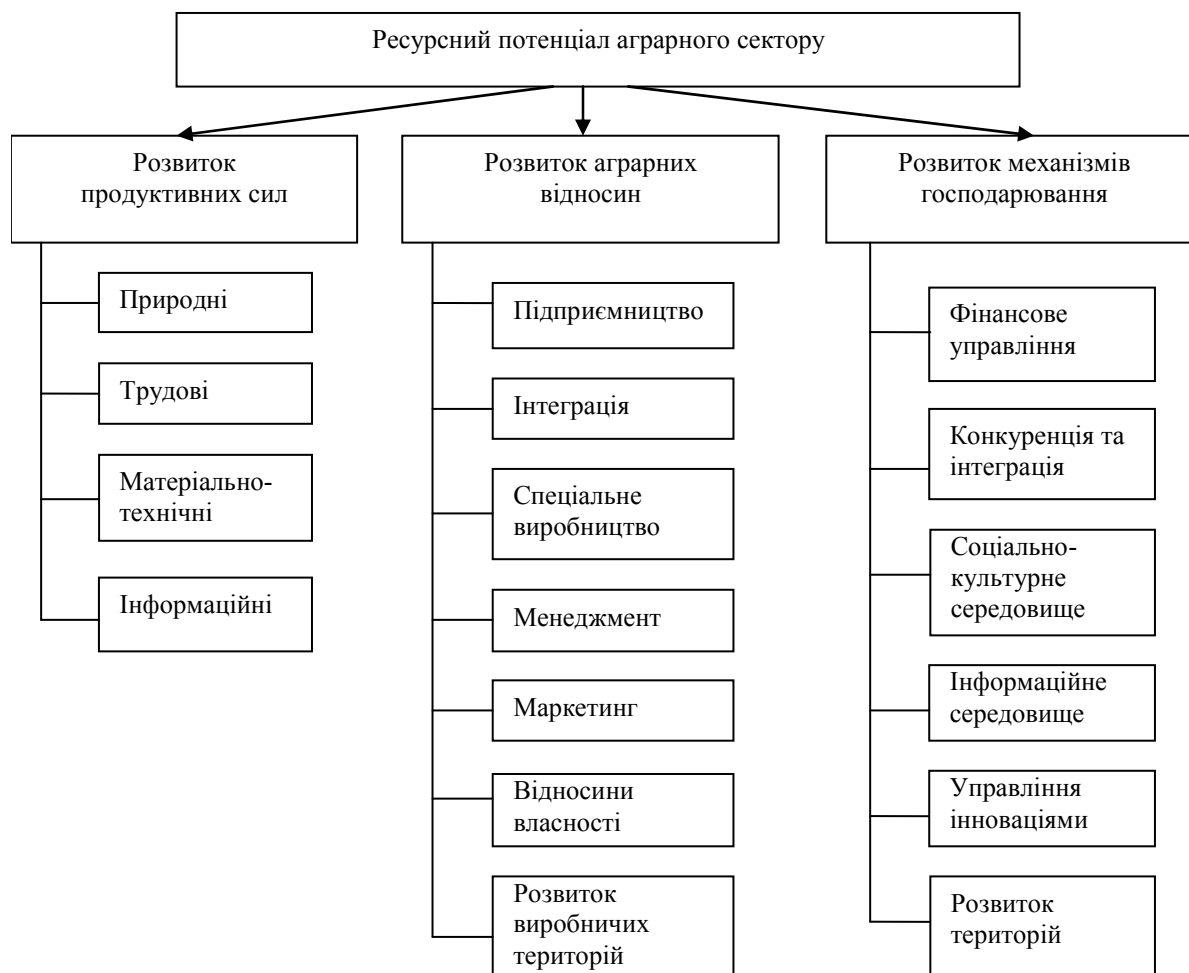 Ресурсний потенціал аграрного сектору
Розвиток
продуктивних сил
Природні
Трудові
Матеріально-
технічні
Інформаційні
Розвиток аграрних
відносин
Підприємництво
Інтеграція
Спеціальне
виробництво
Менеджмент
Маркетинг
Відносини
власності
Розвиток
виробничих
територій
Розвиток механізмів
господарювання
Фінансове
управління
Конкуренція та
інтеграція
Соціально-
культурне
середовище
Інформаційне
середовище
Управління
інноваціями
Розвиток
територій